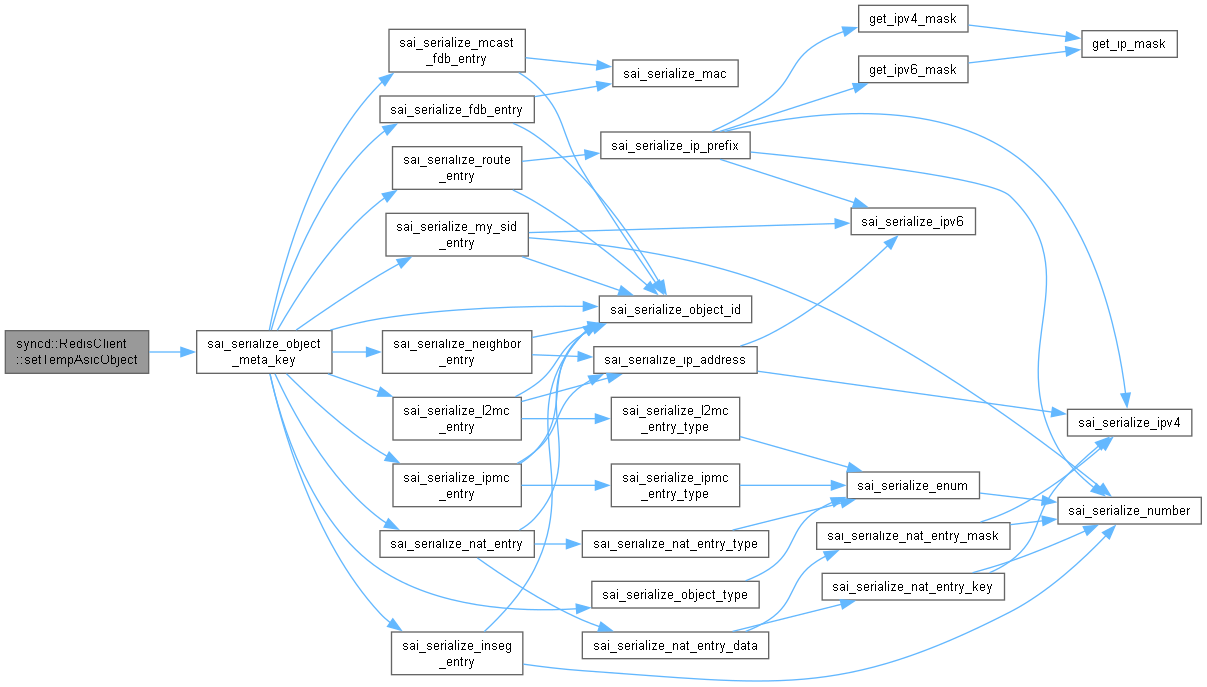 syncd::RedisClient
::setTempAsicObject
sai_serialize_object
_meta_key
sai_serialize_mcast
_fdb_entry
sai_serialize_fdb_entry
sai_serialize_route
_entry
sai_serialize_my_sid
_entry
sai_serialize_neighbor
_entry
sai_serialize_l2mc
_entry
sai_serialize_ipmc
_entry
sai_serialize_nat_entry
sai_serialize_inseg
_entry
sai_serialize_mac
sai_serialize_ip_prefix
sai_serialize_object_id
sai_serialize_ip_address
sai_serialize_l2mc
_entry_type
sai_serialize_ipmc
_entry_type
sai_serialize_nat_entry_type
sai_serialize_object_type
sai_serialize_nat_entry_data
get_ipv4_mask
get_ipv6_mask
sai_serialize_ipv6
sai_serialize_enum
sai_serialize_nat_entry_mask
sai_serialize_nat_entry_key
get_ip_mask
sai_serialize_ipv4
sai_serialize_number